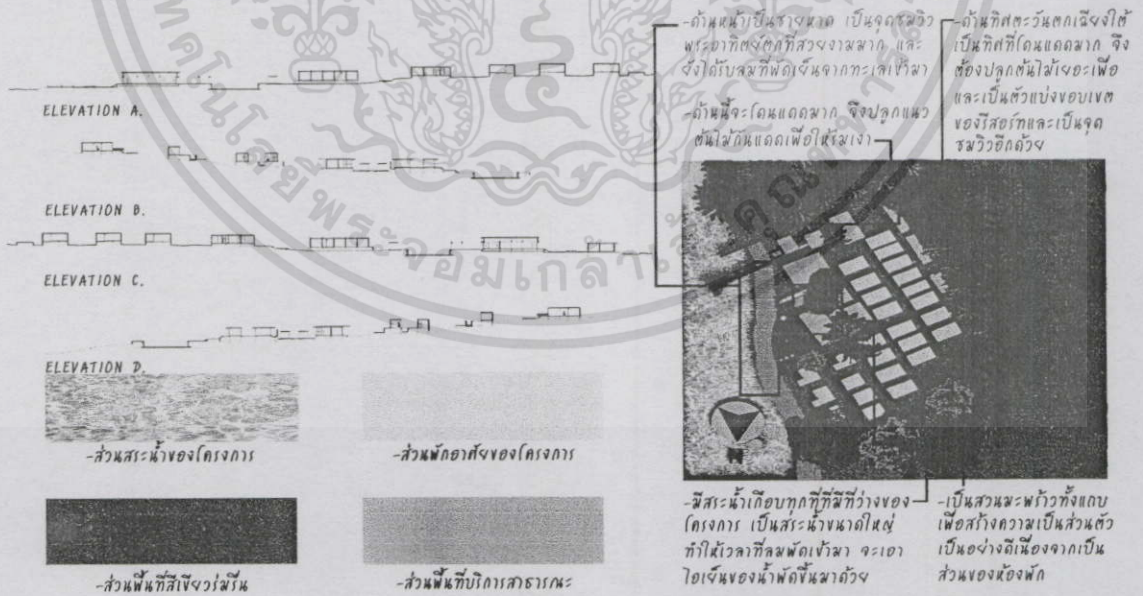 ELEVATION A.
ELEVATION B.
ELEVATION C.
ELEVATION D.
-ส่วนสระน้ำของโครงการ
-ส่วนพักอาศัยของโครงการ
-ส่วนพื้นที่สีเขียวร่มรื่น
-ส่วนพื้นที่บริการสาธารณะ
-ด้านหน้าเป็นชายหาด เป็นจุดชมวิว
พระอาทิตย์ตกที่สวยงามมาก และ
ยังได้รับลมที่พัดเย็นจากทะเลเข้ามา
-ด้านนี้จะโดนแดดมาก จึงปลูกแนว
ต้นไม้กันแดดเพื่อให้ร่มเงา
-ด้านทิศตะวันตกเฉียงใต้
เป็นทิศที่โดนแดดมาก จึง
ต้องปลูกต้นไม้เยอะเพื่อ
และเป็นตัวแบ่งขอบเขต
ของรีสอร์ทและเป็นจุด
ชมวิวอีกด้วย
N
-มีสระน้ำเกือบทุกที่ที่มีที่ว่างของ
โครงการ เป็นสระน้ำขนาดใหญ่
ทำให้เวลาที่ลมพัดเข้ามา จะเอา
ไอเย็นของน้ำพัดขึ้นมาด้วย
-เป็นสวนมะพร้าวทั้งแถบ
เพื่อสร้างความเป็นส่วนตัว
เป็นอย่างดีเนื่องจากเป็น
ส่วนของห้องพัก